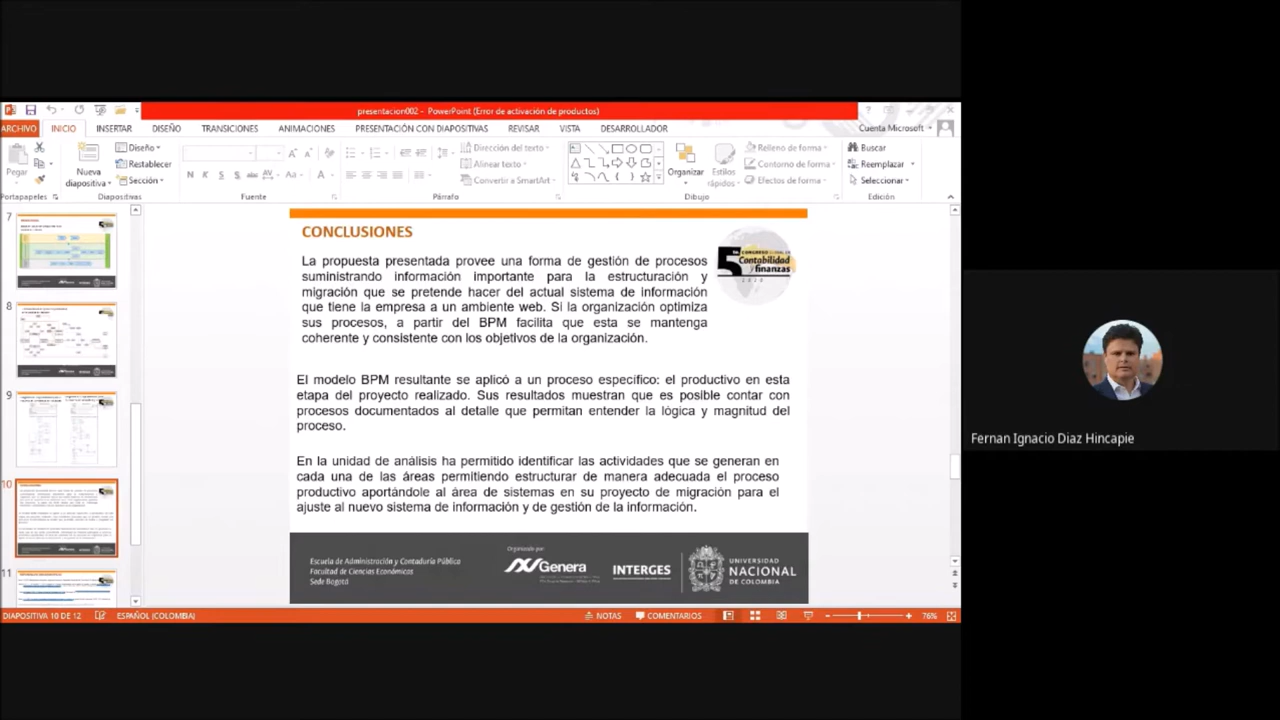 presentacion002 - PowerPoint (Error de activación de productos)
ARCHIVO INICIO INSERTAR DISEÑO TRANSICIONES ANIMACIONES PRESENTACIÓN CON DIAPOSITIVAS REVISAR VISTA DESARROLLADOR Cuenta Microsoft
Pegar
Nueva
diapositiva
Diseño
Restablecer
Sección
N K S S abc AV Aa A
Dirección del texto
Alinear texto
Convertir a SmartArt
Organizar
Estilos
rápidos
Relleno de forma
Contorno de forma
Efectos de forma
Buscar
Reemplazar
Seleccionar
Portapapeles Diapositivas Fuente Párrafo Dibujo Edición
7
8
9
10
11
CONCLUSIONES
5to CONGRESO
Contabilidad
y finanzas
2020
La propuesta presentada provee una forma de gestión de procesos
suministrando información importante para la estructuración y
migración que se pretende hacer del actual sistema de información
que tiene la empresa a un ambiente web. Si la organización optimiza
sus procesos, a partir del BPM facilita que esta se mantenga
coherente y consistente con los objetivos de la organización.
El modelo BPM resultante se aplicó a un proceso específico: el productivo en esta
etapa del proyecto realizado. Sus resultados muestran que es posible contar con
procesos documentados al detalle que permitan entender la lógica y magnitud del
proceso.
En la unidad de análisis ha permitido identificar las actividades que se generan en
cada una de las áreas permitiendo estructurar de manera adecuada el proceso
productivo aportándole al área de sistemas en su proyecto de migración para el
ajuste al nuevo sistema de información y de gestión de la información.
Escuela de Administración y Contaduría Pública
Facultad de Ciencias Económicas
Sede Bogotá
Organizado por:
Genera
INTERGES
UNIVERSIDAD
NACIONAL
DE COLOMBIA
Fernan Ignacio Diaz Hincapie
DIAPOSITIVA 10 DE 12 ESPAÑOL (COLOMBIA) NOTAS COMENTARIOS 76%